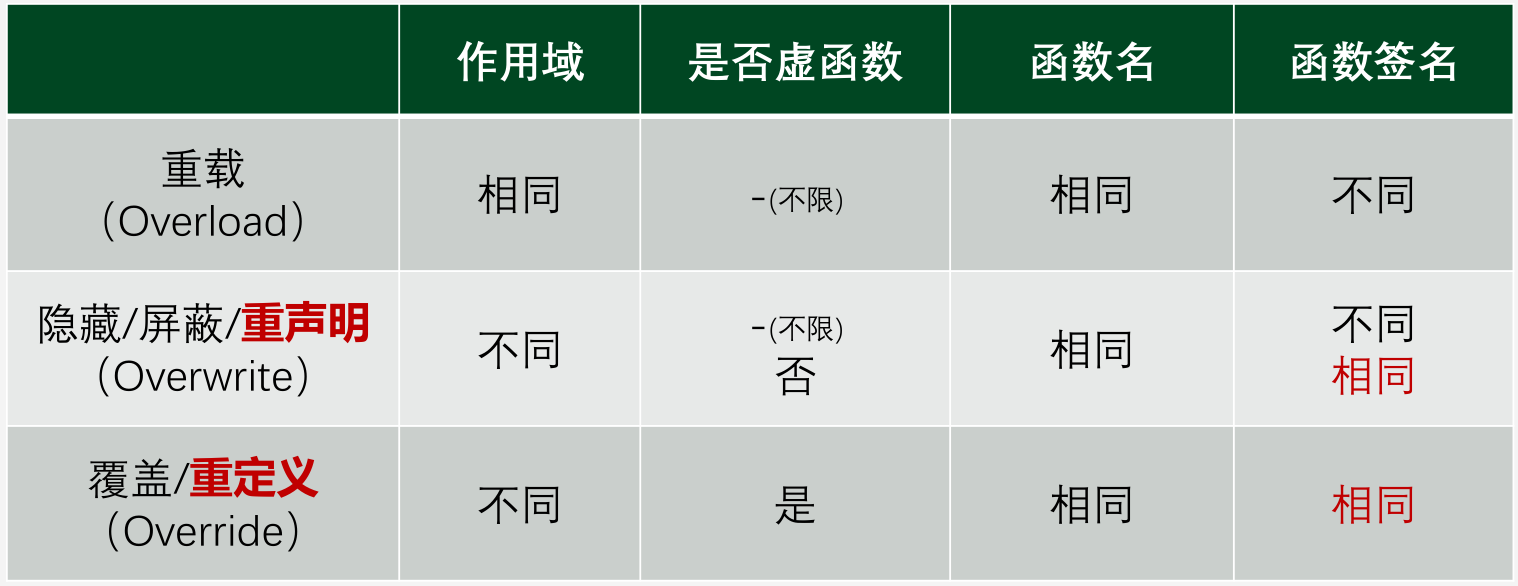 作用域 是否虚函数 函数名 函数签名
重载
（Overload） 相同 -(不限) 相同 不同
隐藏/屏蔽/重声明
（Overwrite） 不同 -(不限)
否 相同 不同
相同
覆盖/重定义
（Override） 不同 是 相同 相同